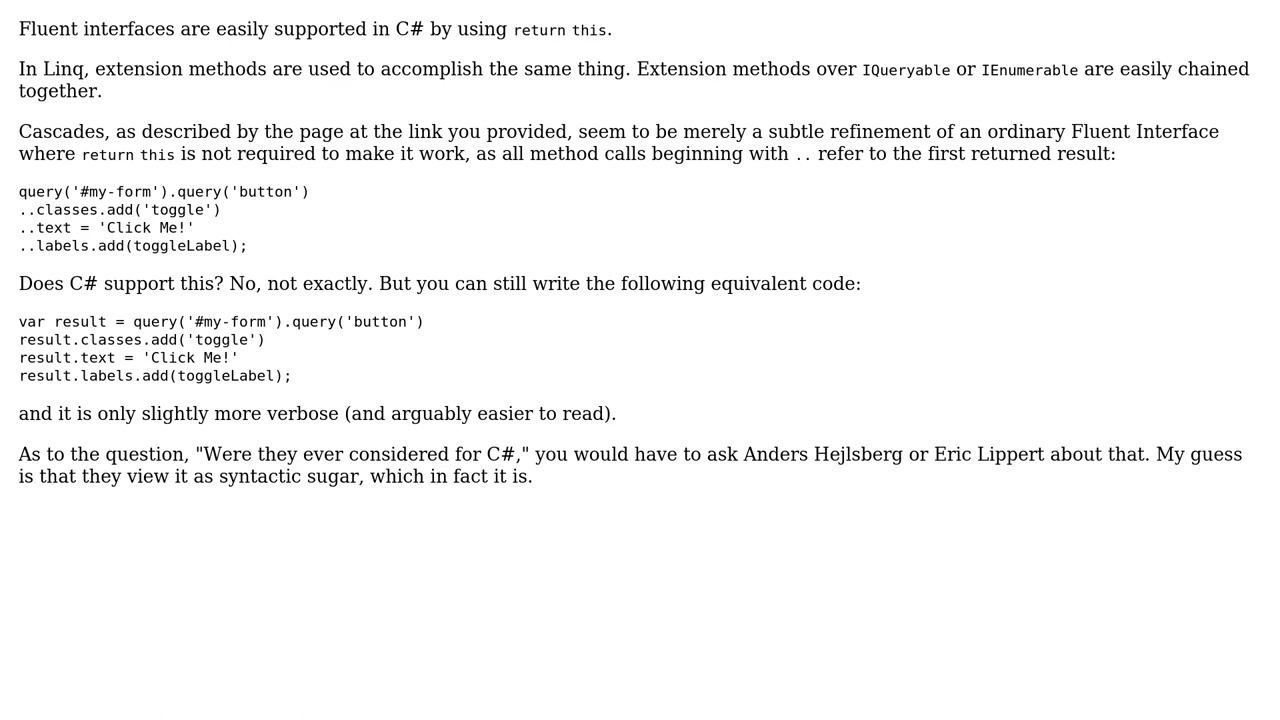 Fluent interfaces are easily supported in C# by using return this.
In Linq, extension methods are used to accomplish the same thing. Extension methods over IQueryable or IEnumerable are easily chained
together.
Cascades, as described by the page at the link you provided, seem to be merely a subtle refinement of an ordinary Fluent Interface
where return this is not required to make it work, as all method calls beginning with .. refer to the first returned result:
query('#my-form').query('button')
..classes.add('toggle')
..text = 'Click Me!'
..labels.add(toggleLabel);
Does C# support this? No, not exactly. But you can still write the following equivalent code:
var result = query('#my-form').query('button')
result.classes.add('toggle')
result.text = 'Click Me!'
result.labels.add(toggleLabel);
and it is only slightly more verbose (and arguably easier to read).
As to the question, "Were they ever considered for C#," you would have to ask Anders Hejlsberg or Eric Lippert about that. My guess
is that they view it as syntactic sugar, which in fact it is.